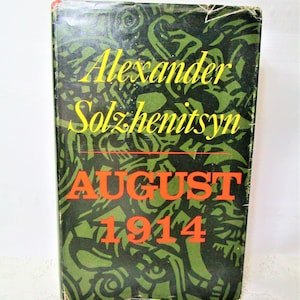 Alexander
Solzhenitsyn
AUGUST
1914